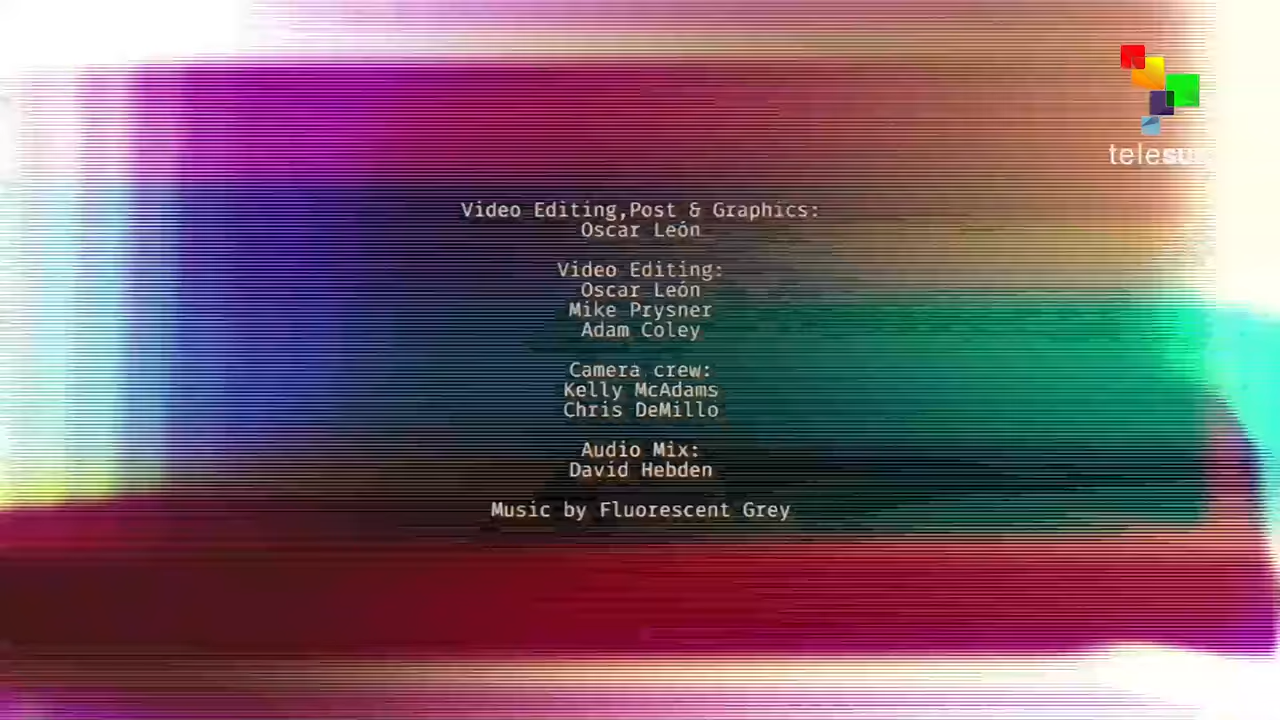 telesur
Video Editing,Post & Graphics:
Oscar León
Video Editing:
Oscar León
Mike Prysner
Adam Coley
Camera crew:
Kelly McAdams
Chris DeMillo
Audio Mix:
David Hebden
Music by Fluorescent Grey